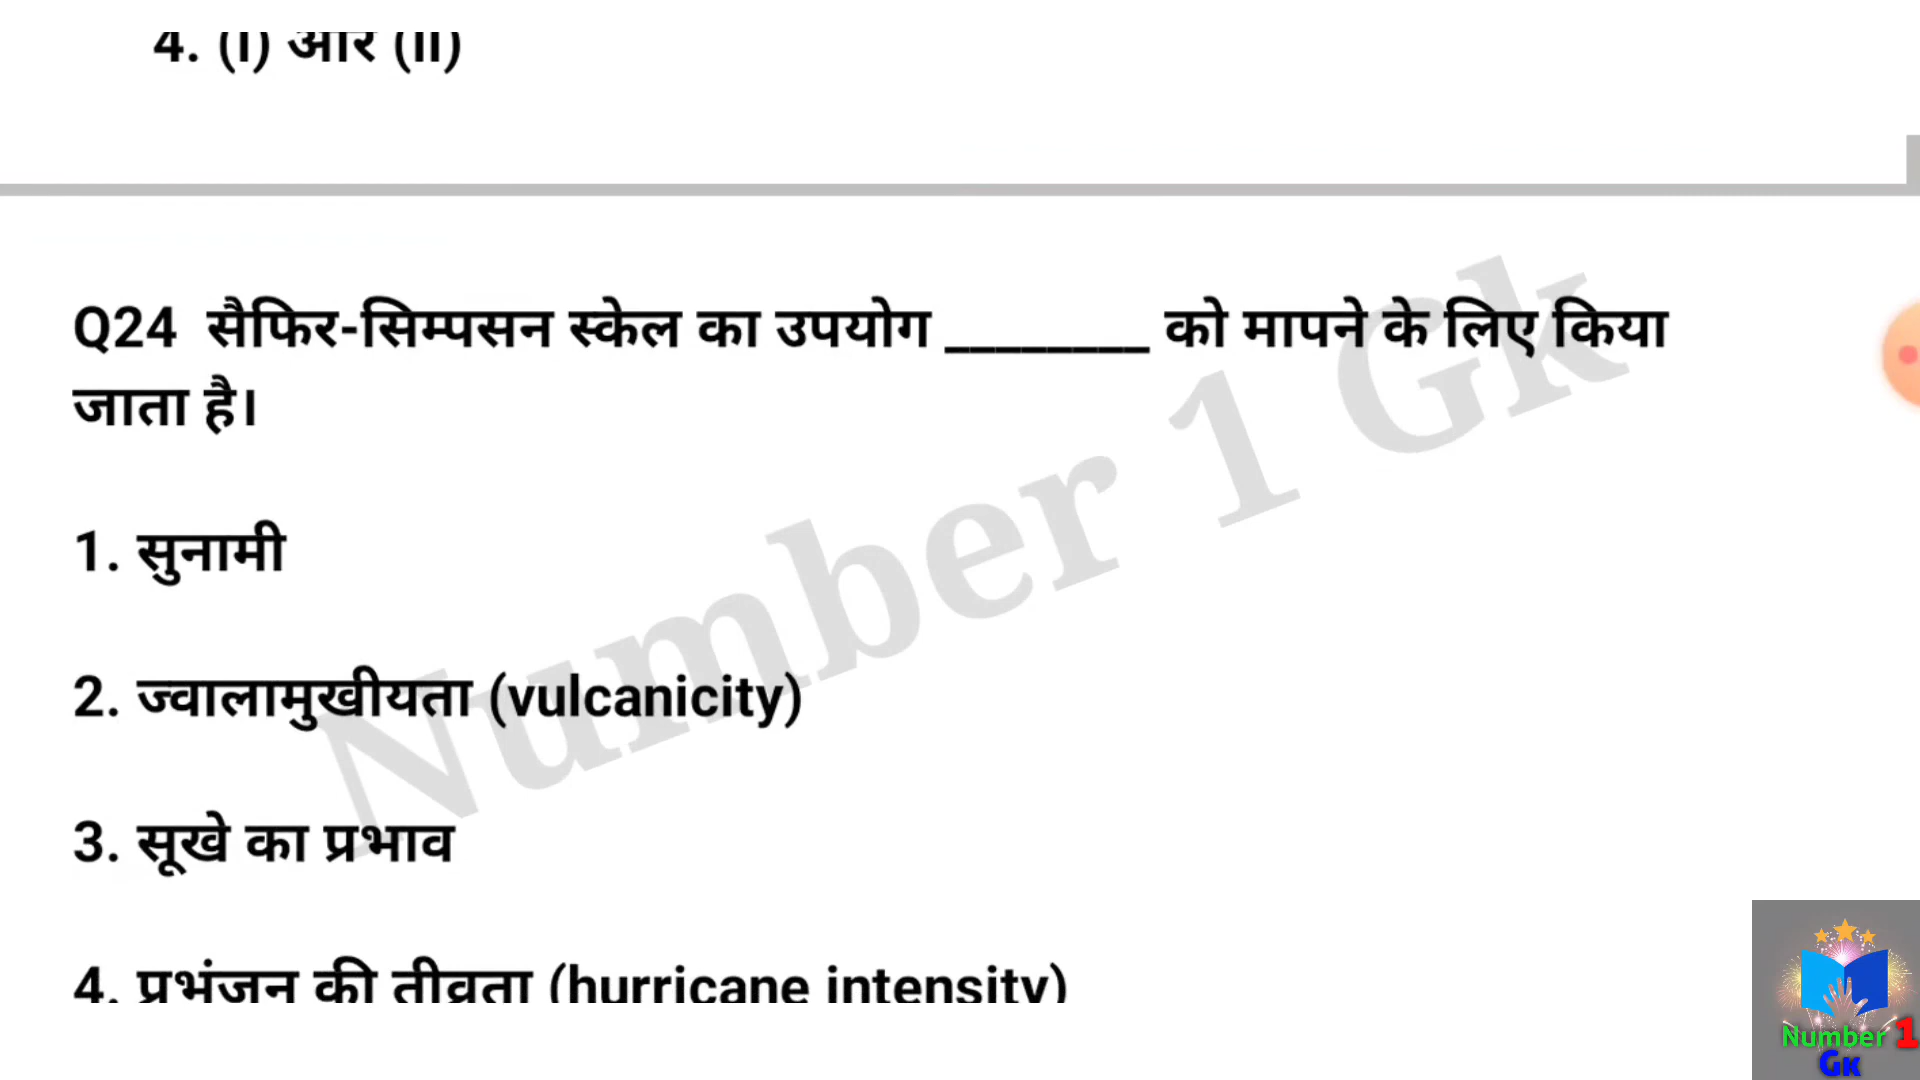 4. (I) और (II)
Q24 सैफिर-सिम्पसन स्केल का उपयोग ________ को मापने के लिए किया
जाता है।
1. सुनामी
2. ज्वालामुखीयता (vulcanicity)
3. सूखे का प्रभाव
4. प्रभंजन की तीव्रता (hurricane intensity)
Number 1 Gk
Number 1
GK